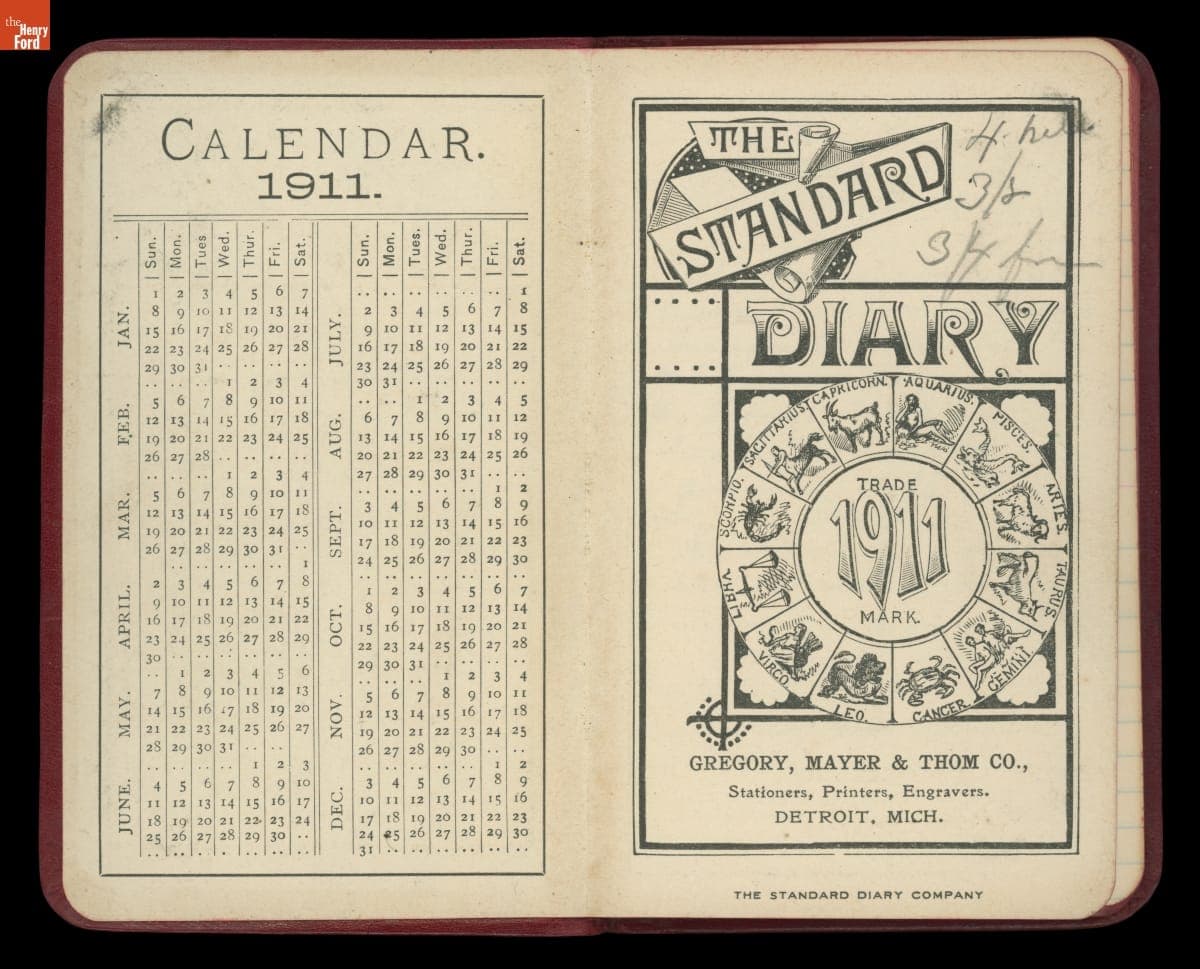 the
Henry
Ford
CALENDAR.
1911.
Sun. Mon. Tues Wed. Thur. Fri. Sat.
JAN.
1 2 3 4 5 6 7
8 9 10 11 12 13 14
15 16 17 18 19 20 21
22 23 24 25 26 27 28
29 30 31 .. .. .. ..
FEB.
.. .. .. 1 2 3 4
5 6 7 8 9 10 11
12 13 14 15 16 17 18
19 20 21 22 23 24 25
26 27 28 .. .. .. ..
MAR.
.. .. .. 1 2 3 4
5 6 7 8 9 10 11
12 13 14 15 16 17 18
19 20 21 22 23 24 25
26 27 28 29 30 31 ..
APRIL.
.. .. .. .. .. .. 1
2 3 4 5 6 7 8
9 10 11 12 13 14 15
16 17 18 19 20 21 22
23 24 25 26 27 28 29
30 .. .. .. .. .. ..
MAY.
.. 1 2 3 4 5 6
7 8 9 10 11 12 13
14 15 16 17 18 19 20
21 22 23 24 25 26 27
28 29 30 31 .. .. ..
JUNE.
.. .. .. .. 1 2 3
4 5 6 7 8 9 10
11 12 13 14 15 16 17
18 19 20 21 22 23 24
25 26 27 28 29 30 ..
.. .. .. .. .. .. ..
Sun. Mon. Tues. Wed. Thur. Fri. Sat.
JULY.
.. .. .. .. .. .. 1
2 3 4 5 6 7 8
9 10 11 12 13 14 15
16 17 18 19 20 21 22
23 24 25 26 27 28 29
30 31 .. .. .. .. ..
AUG.
.. .. 1 2 3 4 5
6 7 8 9 10 11 12
13 14 15 16 17 18 19
20 21 22 23 24 25 26
27 28 29 30 31 .. ..
SEPT.
.. .. .. .. .. 1 2
3 4 5 6 7 8 9
10 11 12 13 14 15 16
17 18 19 20 21 22 23
24 25 26 27 28 29 30
.. .. .. .. .. .. ..
OCT.
1 2 3 4 5 6 7
8 9 10 11 12 13 14
15 16 17 18 19 20 21
22 23 24 25 26 27 28
29 30 31 .. .. .. ..
NOV.
.. .. .. 1 2 3 4
5 6 7 8 9 10 11
12 13 14 15 16 17 18
19 20 21 22 23 24 25
26 27 28 29 30 .. ..
DEC.
.. .. .. .. .. 1 2
3 4 5 6 7 8 9
10 11 12 13 14 15 16
17 18 19 20 21 22 23
24 25 26 27 28 29 30
31 .. .. .. .. .. ..
THE
STANDARD
DIARY
CAPRICORN. AQUARIUS. PISCES. ARIES. TAURUS. GEMINI. CANCER. LEO. VIRGO. LIBRA. SCORPIO. SAGITTARIUS.
TRADE
1911
MARK.
GREGORY, MAYER & THOM CO.,
Stationers, Printers, Engravers.
DETROIT, MICH.
THE STANDARD DIARY COMPANY